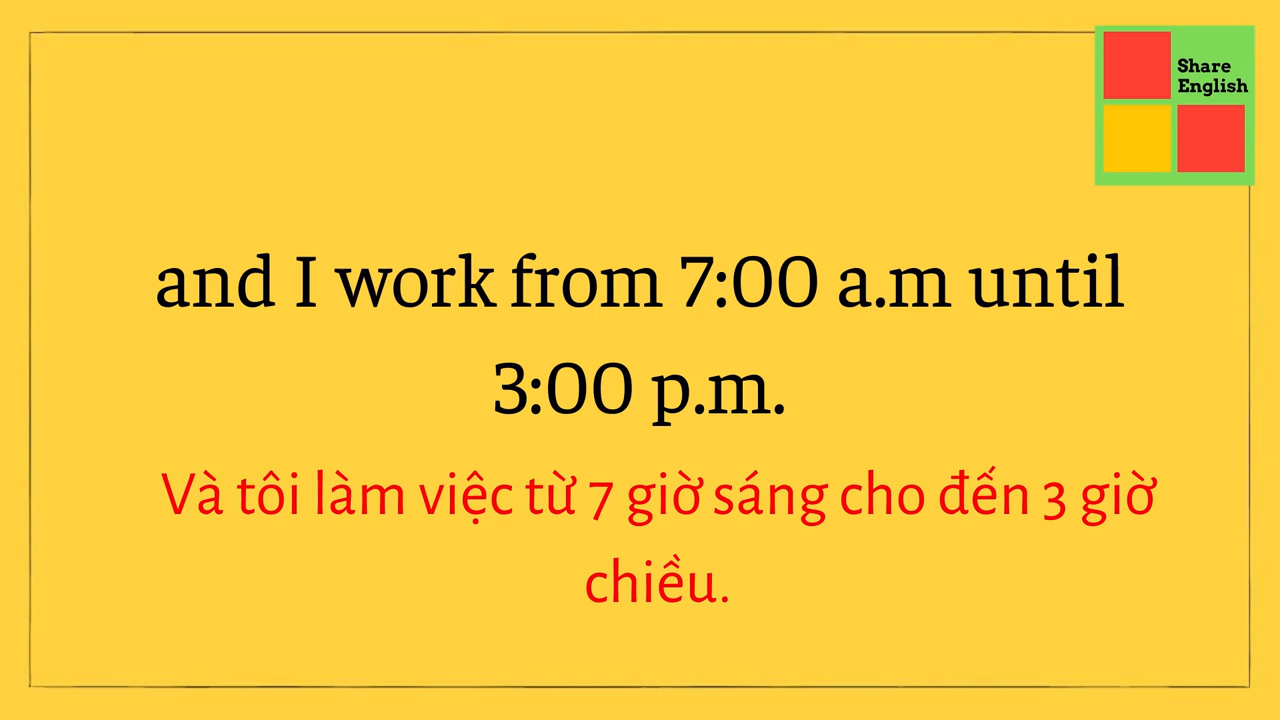 Share
English
and I work from 7:00 a.m until
3:00 p.m.
Và tôi làm việc từ 7 giờ sáng cho đến 3 giờ
chiều.